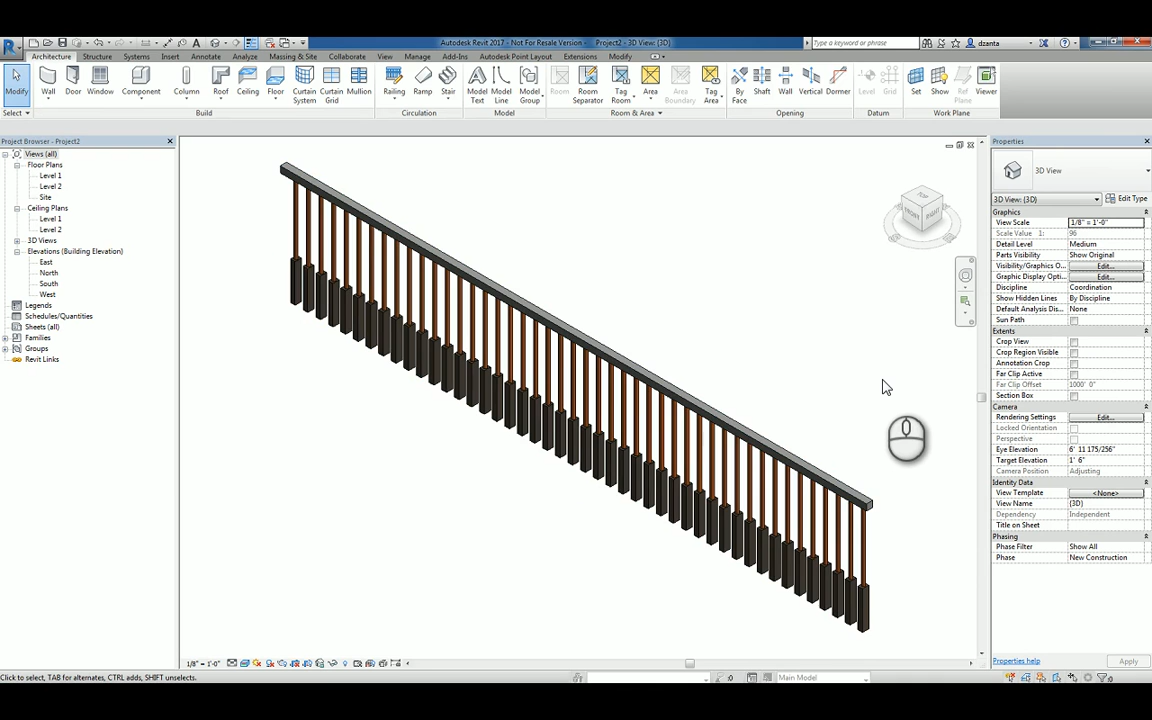 Autodesk Revit 2017 - Not For Resale Version - Project2 - 3D View: {3D}
Type a keyword or phrase
dzanta
Architecture Structure Systems Insert Annotate Analyze Massing & Site Collaborate View Manage Add-Ins Autodesk Point Layout Extensions Modify
Modify Wall Door Window Component Column Roof Ceiling Floor Curtain System Curtain Grid Mullion Railing Ramp Stair Model Text Model Line Model Group Room Room Separator Tag Room Area Area Boundary Tag Area By Face Shaft Wall Vertical Dormer Level Grid Set Show Ref Plane Viewer
Select Build Circulation Model Room & Area Opening Datum Work Plane
Project Browser - Project2
Views (all)
Floor Plans
Level 1
Level 2
Site
Ceiling Plans
Level 1
Level 2
3D Views
Elevations (Building Elevation)
East
North
South
West
Legends
Schedules/Quantities
Sheets (all)
Families
Groups
Revit Links
TOP
FRONT RIGHT
Properties
3D View
3D View: {3D} Edit Type
Graphics
View Scale 1/8" = 1'-0"
Scale Value 1: 96
Detail Level Medium
Parts Visibility Show Original
Visibility/Graphics O... Edit...
Graphic Display Opti... Edit...
Discipline Coordination
Show Hidden Lines By Discipline
Default Analysis Dis... None
Sun Path
Extents
Crop View
Crop Region Visible
Annotation Crop
Far Clip Active
Far Clip Offset 1000' 0"
Section Box
Camera
Rendering Settings Edit...
Locked Orientation
Perspective
Eye Elevation 6' 11 175/256"
Target Elevation 1' 6"
Camera Position Adjusting
Identity Data
View Template <None>
View Name {3D}
Dependency Independent
Title on Sheet
Phasing
Phase Filter Show All
Phase New Construction
Properties help Apply
1/8" = 1'-0"
Click to select, TAB for alternates, CTRL adds, SHIFT unselects.
:0 Main Model :0